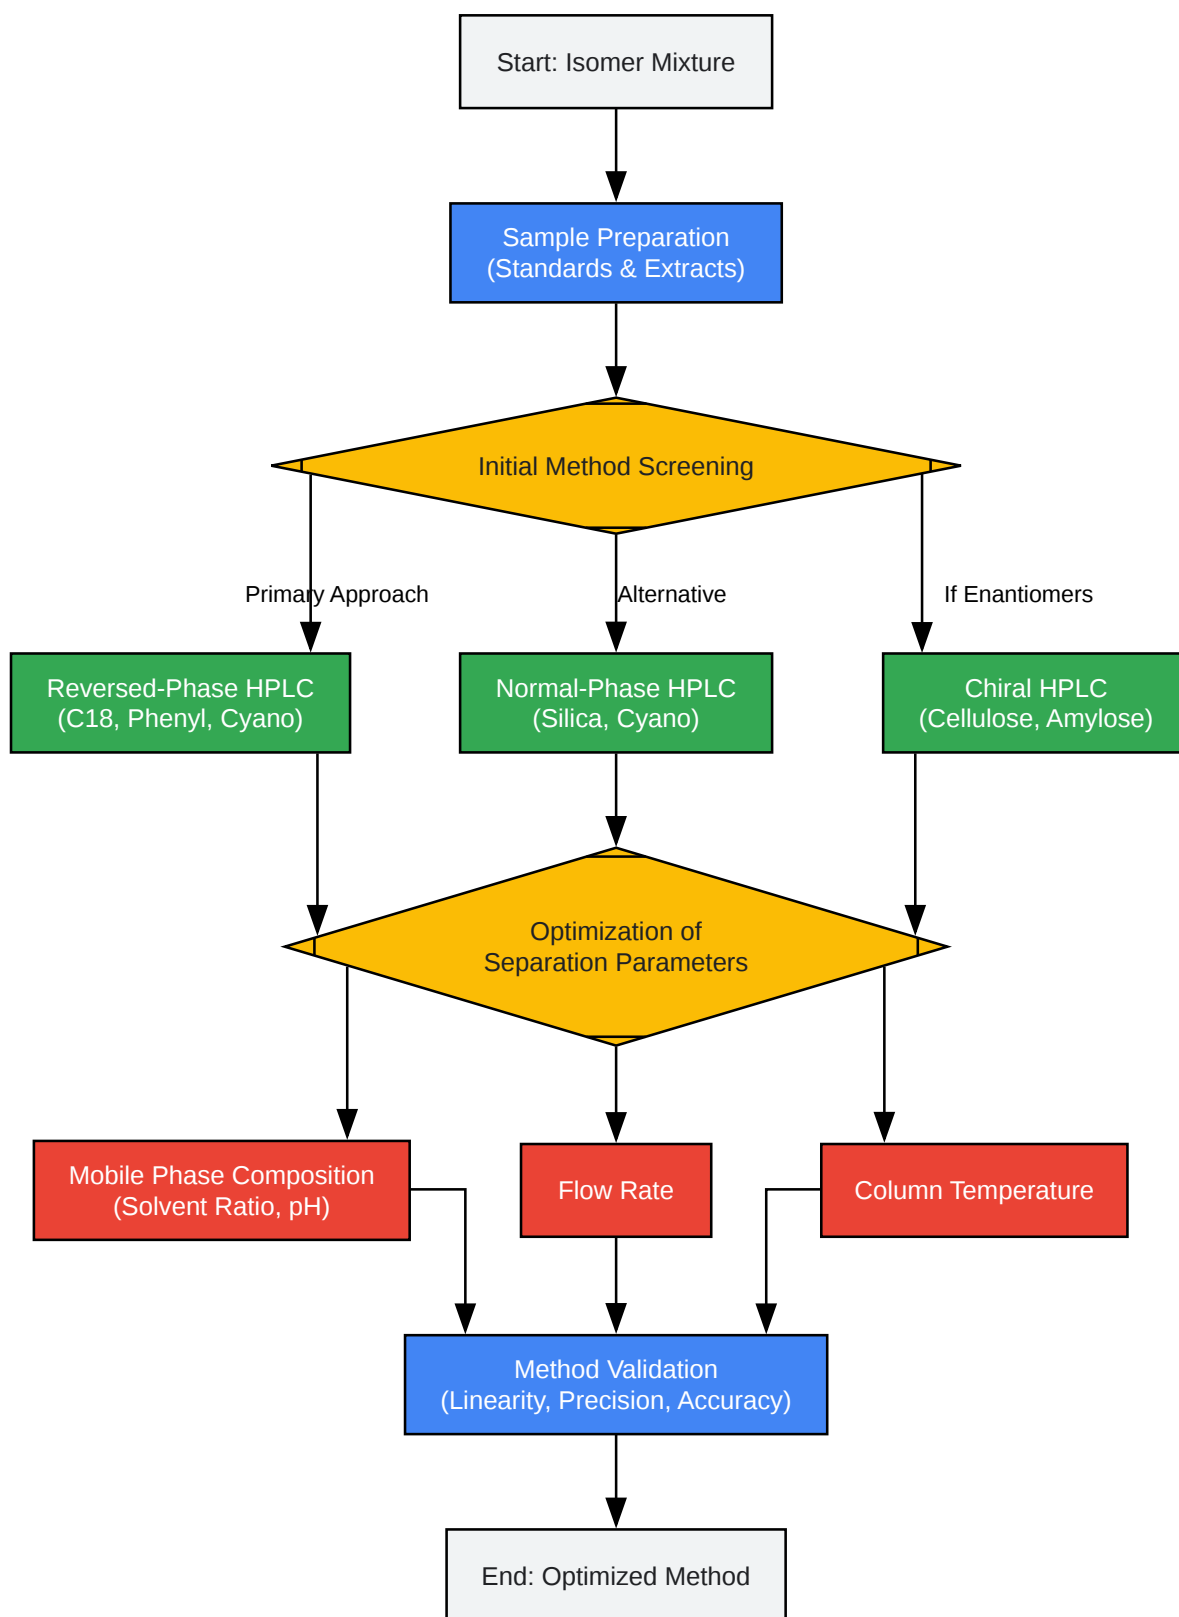 Start: Isomer Mixture
Sample Preparation
(Standards & Extracts)
Initial Method Screening
Primary Approach
Alternative
If Enantiomers
Reversed-Phase HPLC
(C18, Phenyl, Cyano)
Normal-Phase HPLC
(Silica, Cyano)
Chiral HPLC
(Cellulose, Amylose)
Optimization of
Separation Parameters
Mobile Phase Composition
(Solvent Ratio, pH)
Flow Rate
Column Temperature
Method Validation
(Linearity, Precision, Accuracy)
End: Optimized Method